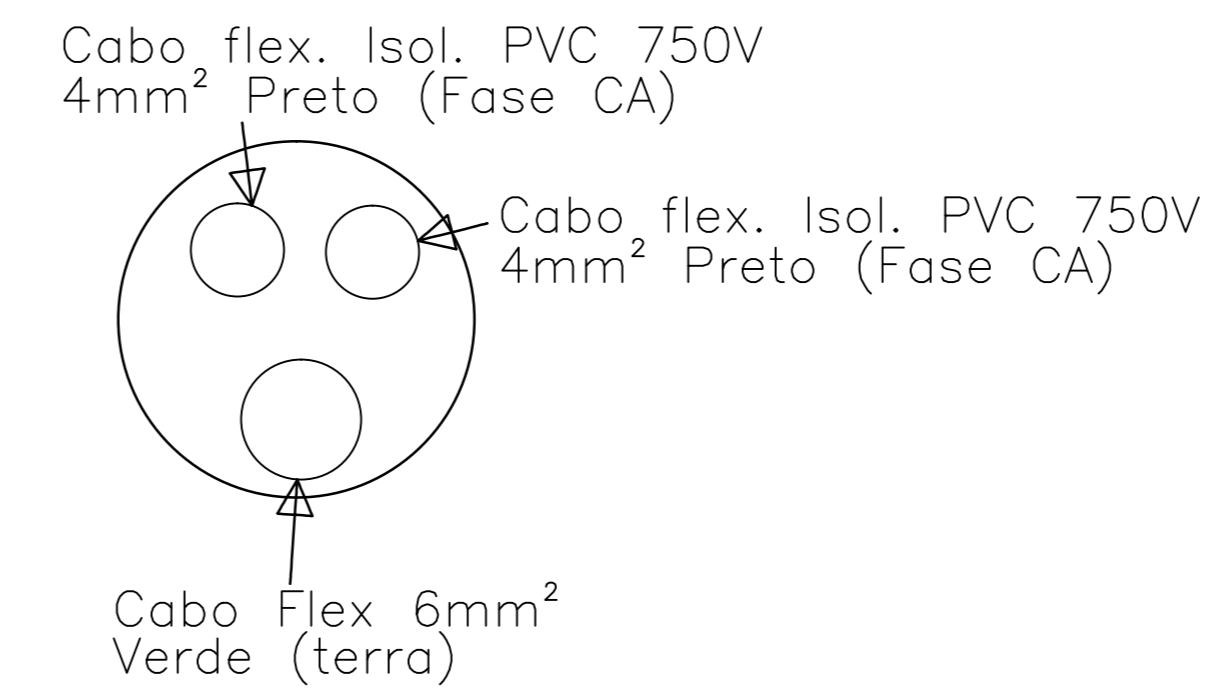 Cabo flex. Isol. PVC 750V
4mm² Preto (Fase CA)
Cabo flex. Isol. PVC 750V
4mm² Preto (Fase CA)
Cabo Flex 6mm²
Verde (terra)